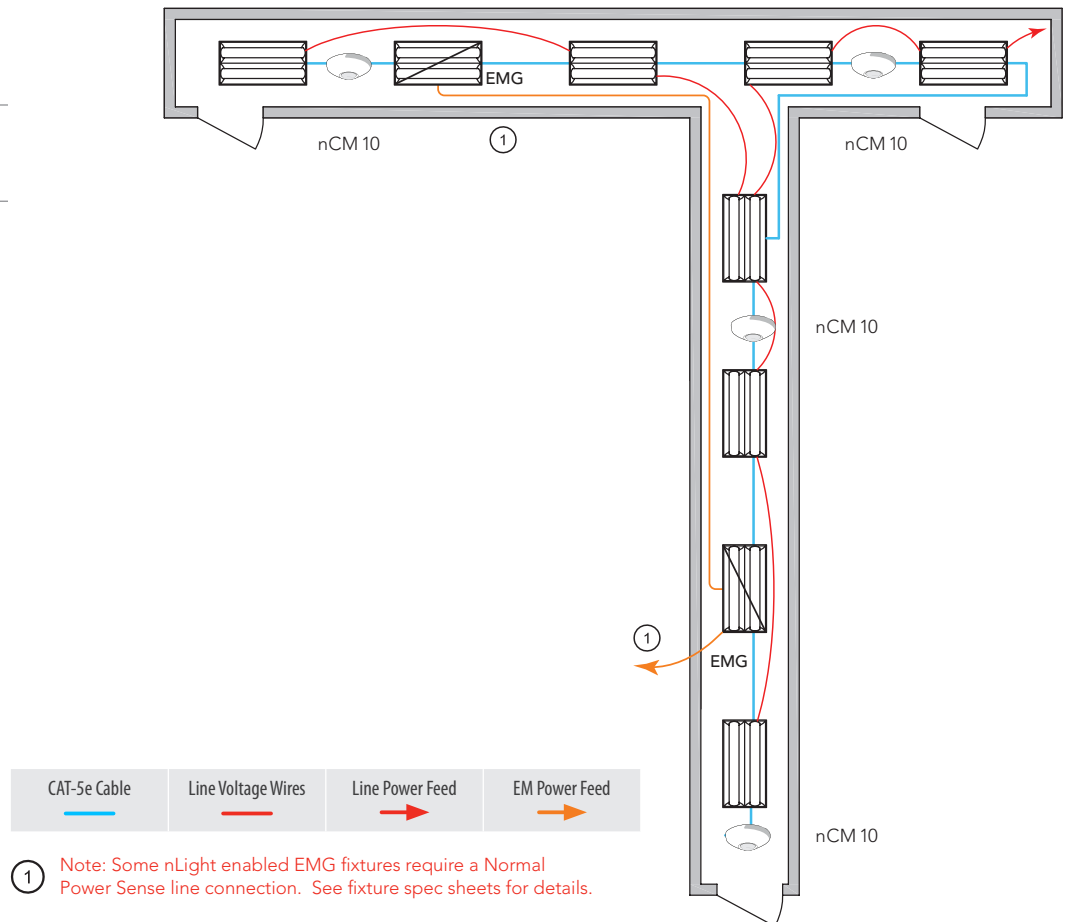 EMG
nCM 10
1
nCM 10
nCM 10
1
EMG
CAT-5e Cable
Line Voltage Wires
Line Power Feed
EM Power Feed
nCM 10
1
Note: Some nLight enabled EMG fixtures require a Normal
Power Sense line connection. See fixture spec sheets for details.